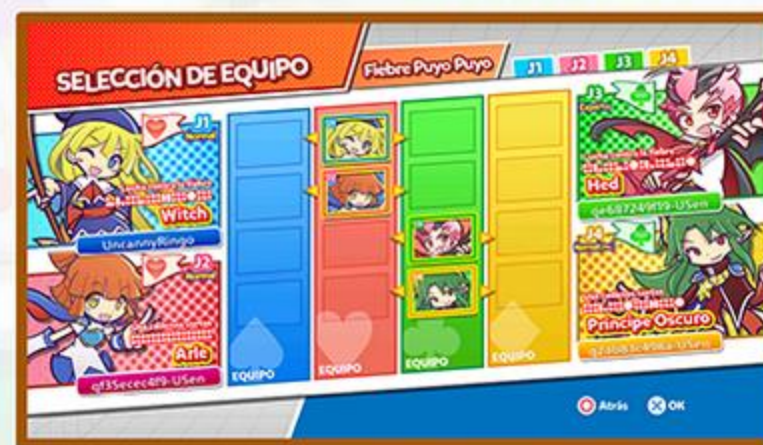 SELECCIÓN DE EQUIPO
Fiebre Puyo Puyo
J1
J2
J3
J4
J1
Normal
Witch
UncannyRingo
J2
Normal
Arle
EQUIPO
EQUIPO
EQUIPO
EQUIPO
J3
Experto
Hed
J4
Príncipe Oscuro
Atrás
OK